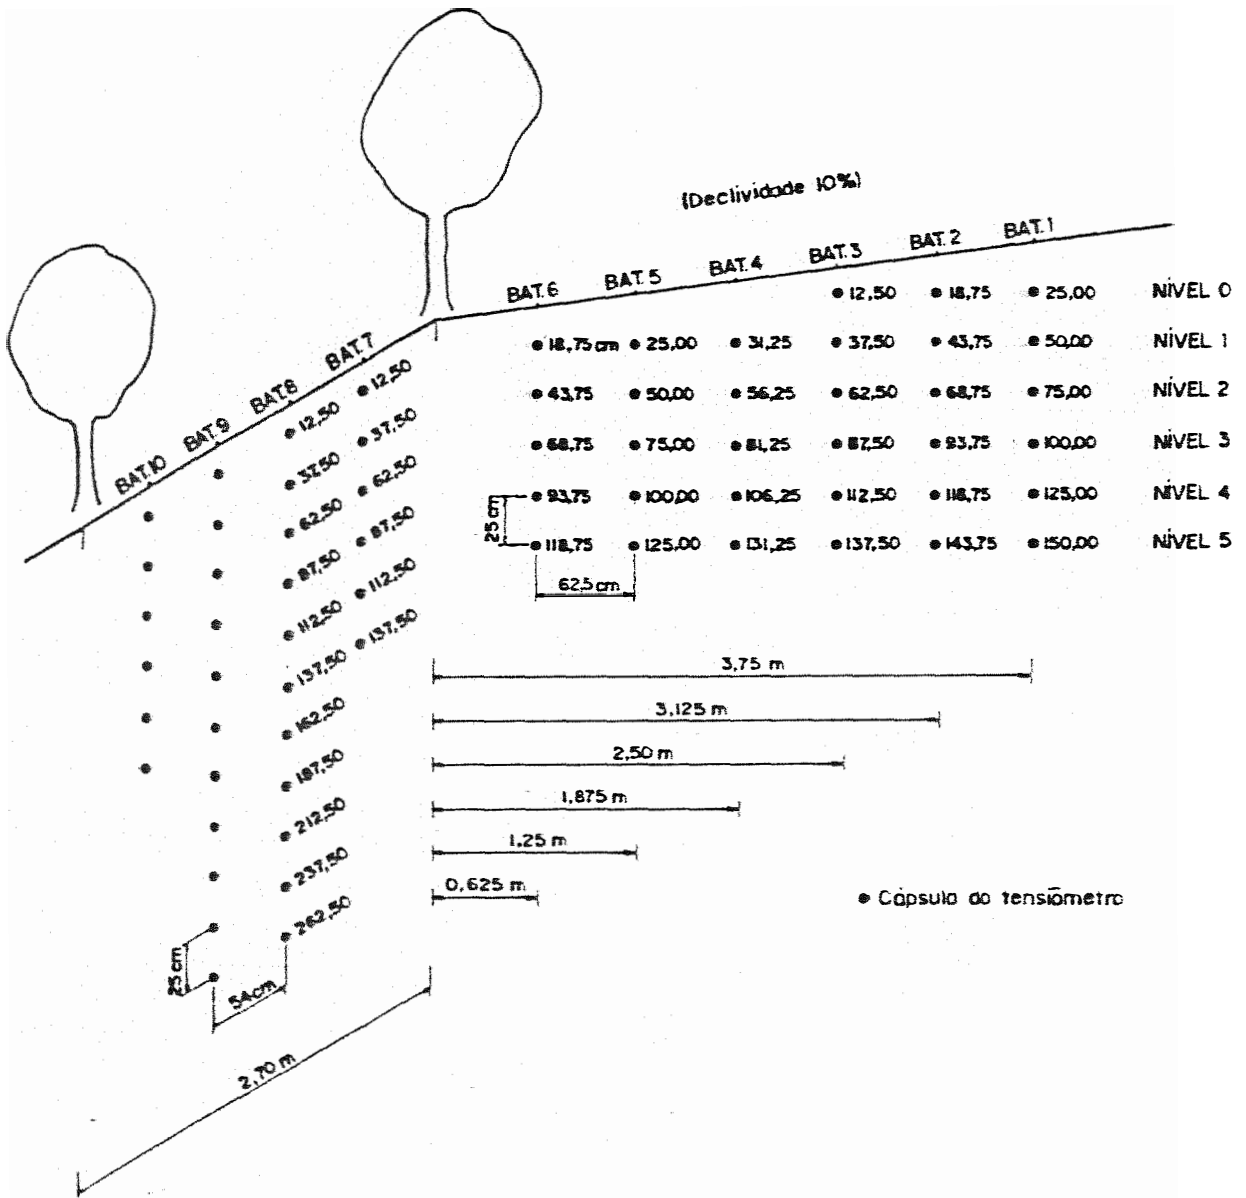 (Declividade 10%)
BAT. 6 BAT. 5 BAT. 4 BAT. 3 BAT. 2 BAT. 1
12,50 18,75 25,00 NÍVEL 0
18,75 cm 25,00 31,25 37,50 43,75 50,00 NÍVEL 1
43,75 50,00 56,25 62,50 68,75 75,00 NÍVEL 2
68,75 75,00 81,25 87,50 93,75 100,00 NÍVEL 3
93,75 100,00 106,25 112,50 118,75 125,00 NÍVEL 4
118,75 125,00 131,25 137,50 143,75 150,00 NÍVEL 5
25 cm
62,5 cm
BAT. 10 BAT. 9 BAT. 8 BAT. 7
12,50
37,50
62,50
87,50
112,50
137,50
12,50
37,50
62,50
87,50
112,50
137,50
162,50
187,50
212,50
237,50
262,50
3,75 m
3,125 m
2,50 m
1,875 m
1,25 m
0,625 m
Cápsula do tensiômetro
25 cm
54 cm
2,70 m